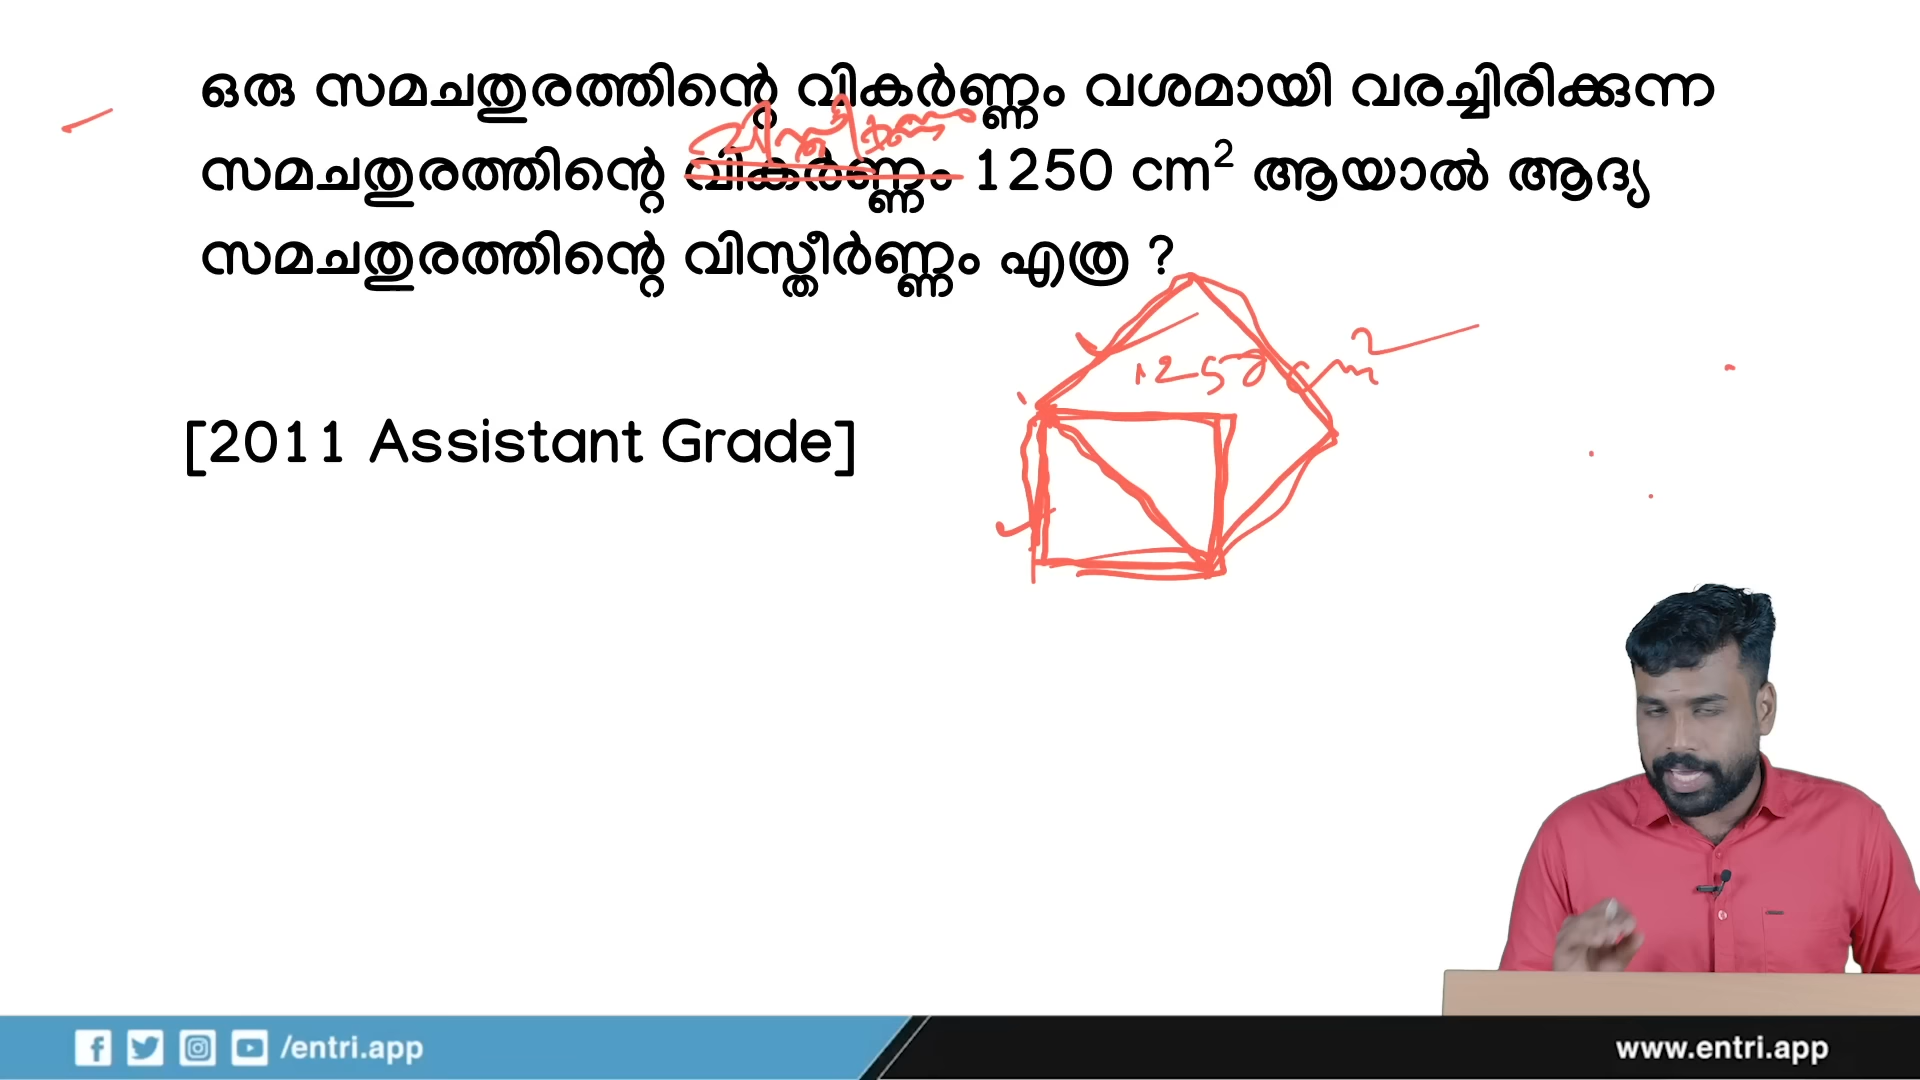 ഒരു സമചതുരത്തിന്റെ വികർണ്ണം വശമായി വരച്ചിരിക്കുന്ന
വിസ്തീർണ്ണം
സമചതുരത്തിന്റെ വികർണ്ണം 1250 cm² ആയാൽ ആദ്യ
സമചതുരത്തിന്റെ വിസ്തീർണ്ണം എത്ര ?
1250 cm²
[2011 Assistant Grade]
/entri.app
www.entri.app